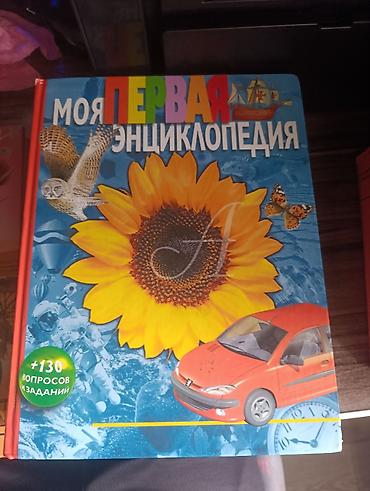 МОЯ ПЕРВАЯ
ЭНЦИКЛОПЕДИЯ
А
+130
ВОПРОСОВ
И ЗАДАНИЙ